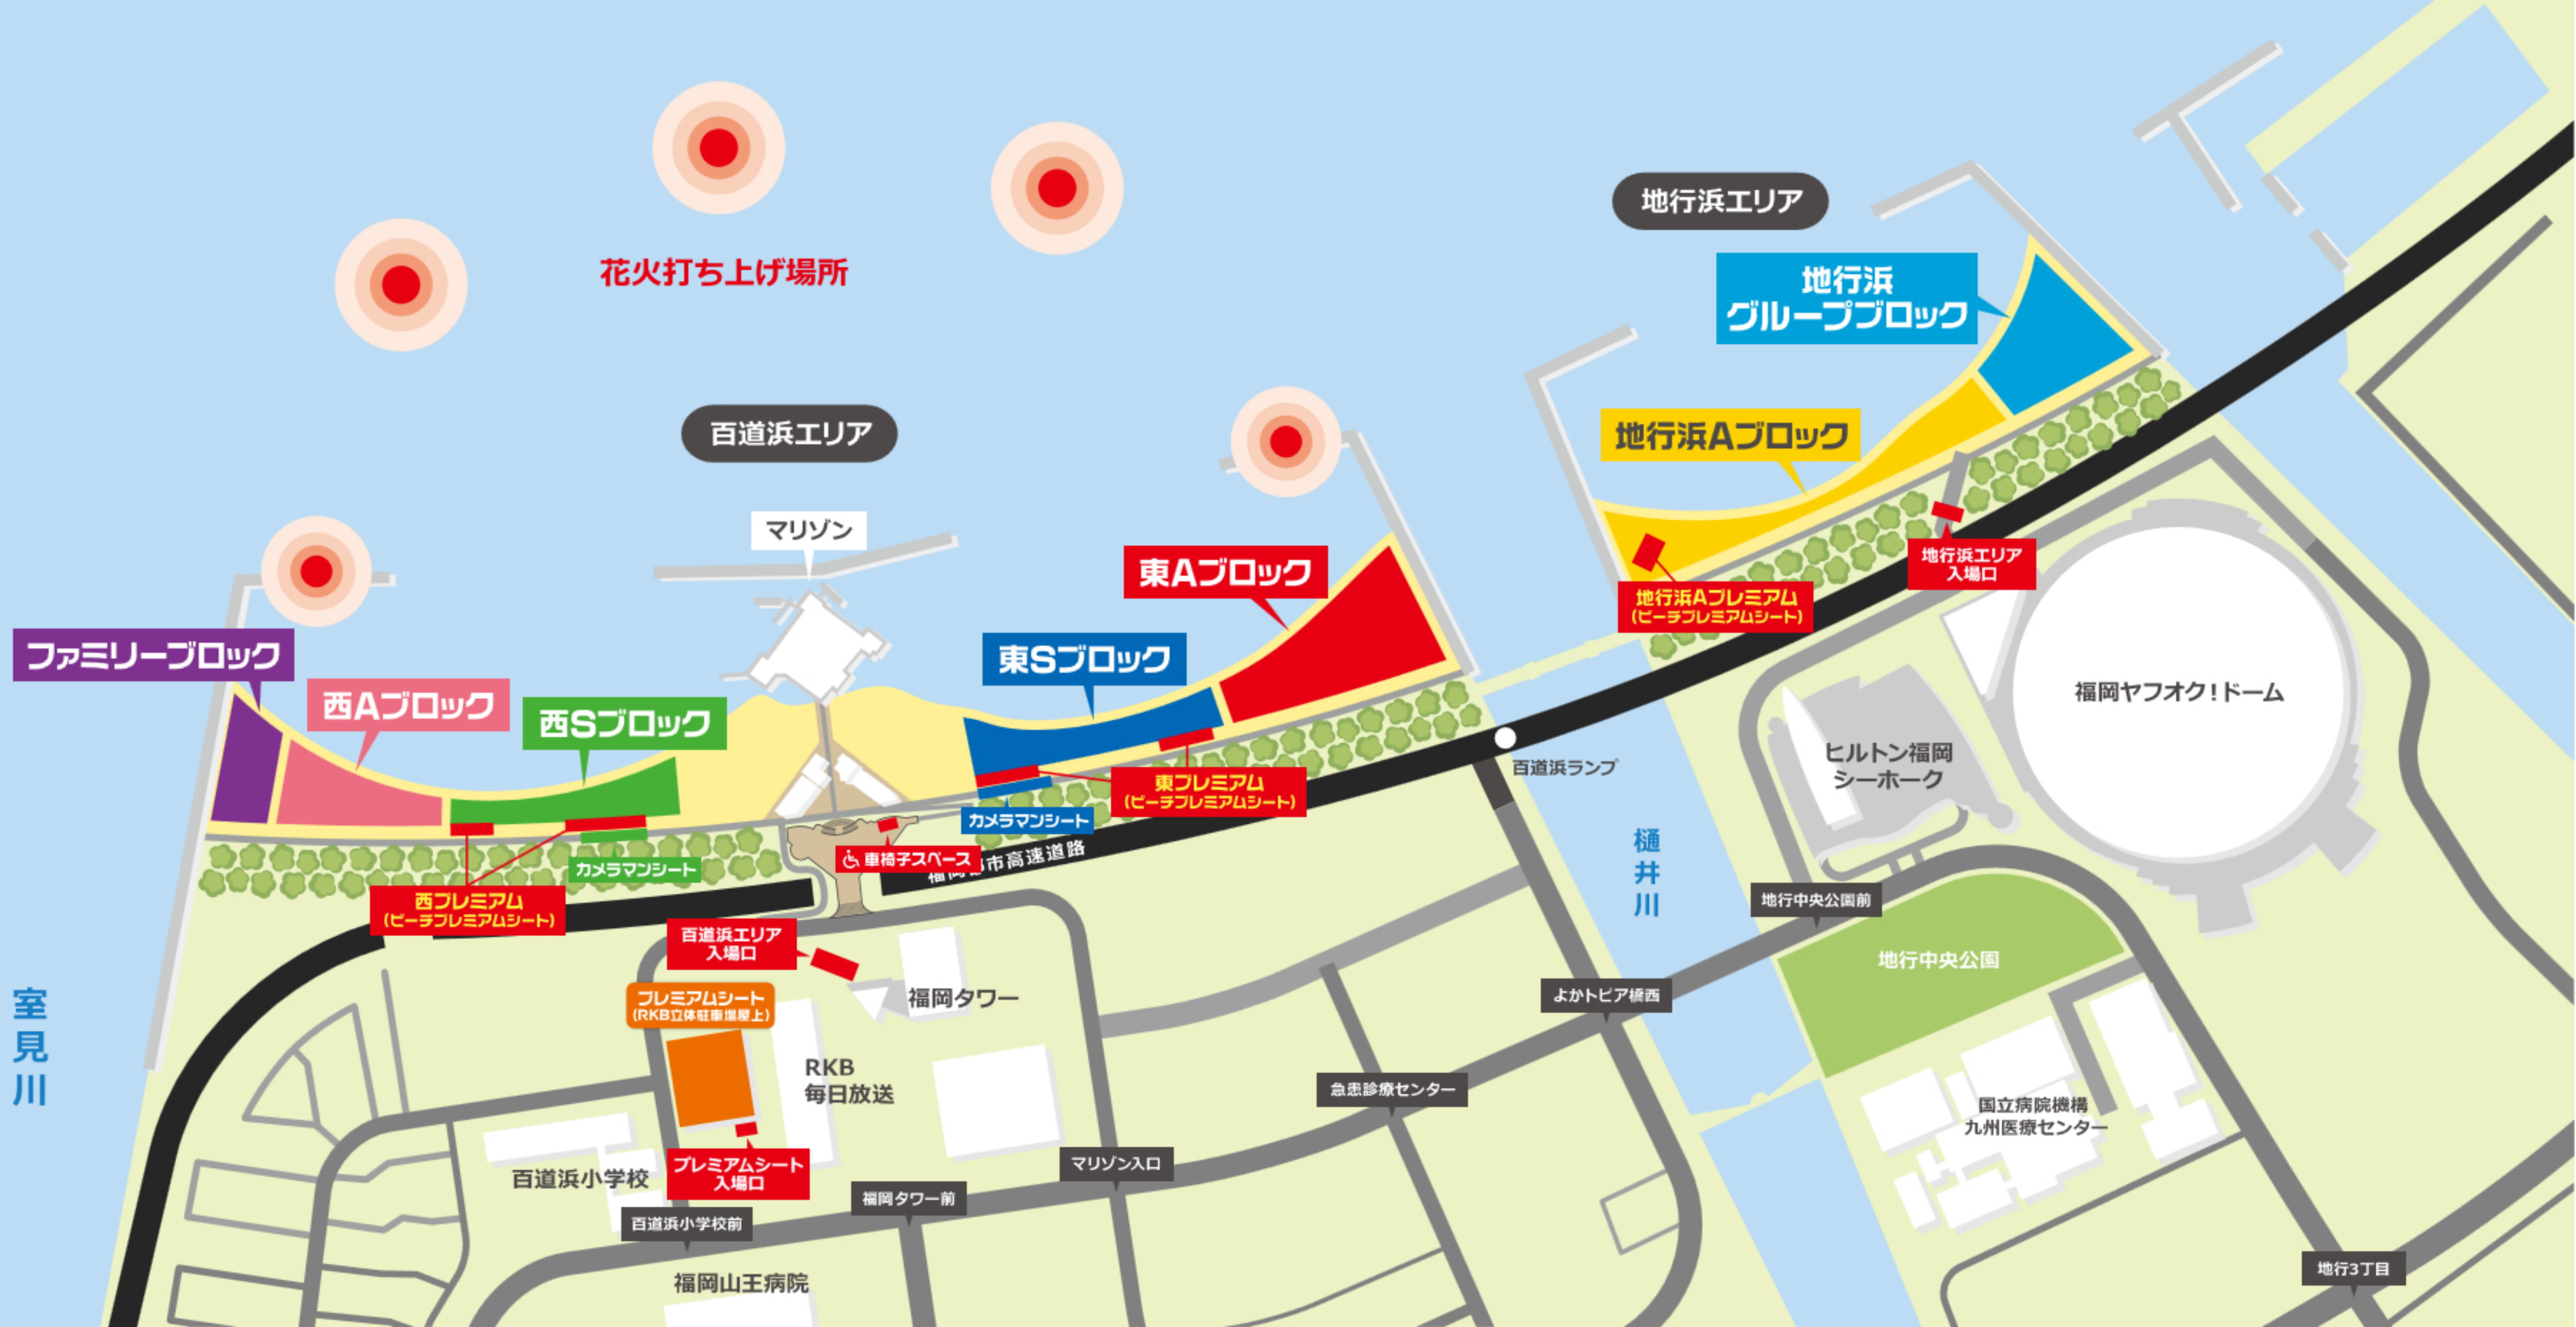 花火打ち上げ場所
地行浜エリア
地行浜
グループブロック
百道浜エリア
地行浜Aブロック
マリゾン
東Aブロック
地行浜エリア
入場口
地行浜Aプレミアム
(ビーチプレミアムシート)
ファミリーブロック
東Sブロック
西Aブロック
西Sブロック
福岡ヤフオク!ドーム
百道浜ランプ
ヒルトン福岡
シーホーク
東プレミアム
(ビーチプレミアムシート)
カメラマンシート
車椅子スペース
福岡都市高速道路
カメラマンシート
西プレミアム
(ビーチプレミアムシート)
樋井川
地行中央公園前
百道浜エリア
入場口
地行中央公園
プレミアムシート
(RKB立体駐車場屋上)
福岡タワー
よかトピア橋西
室見川
RKB
毎日放送
急患診療センター
国立病院機構
九州医療センター
百道浜小学校
プレミアムシート
入場口
マリゾン入口
福岡タワー前
百道浜小学校前
福岡山王病院
地行3丁目